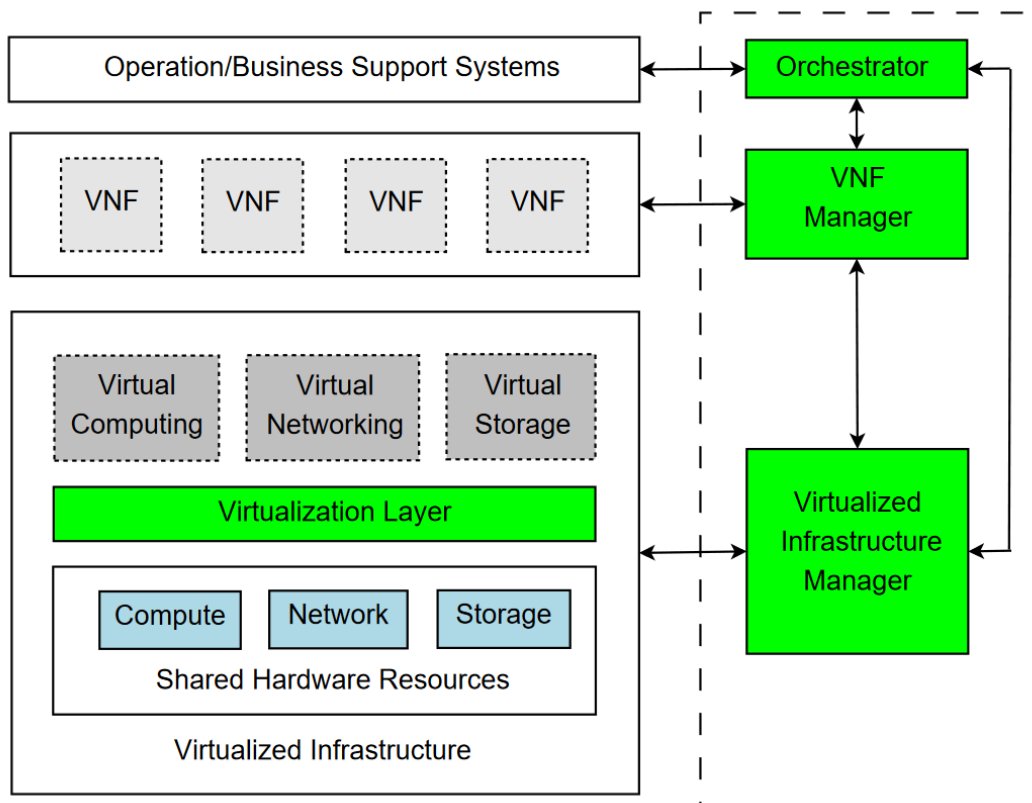 Operation/Business Support Systems
Orchestrator
VNF
VNF
VNF
VNF
VNF
Manager
Virtual
Computing
Virtual
Networking
Virtual
Storage
Virtualization Layer
Compute
Network
Storage
Shared Hardware Resources
Virtualized Infrastructure
Virtualized
Infrastructure
Manager